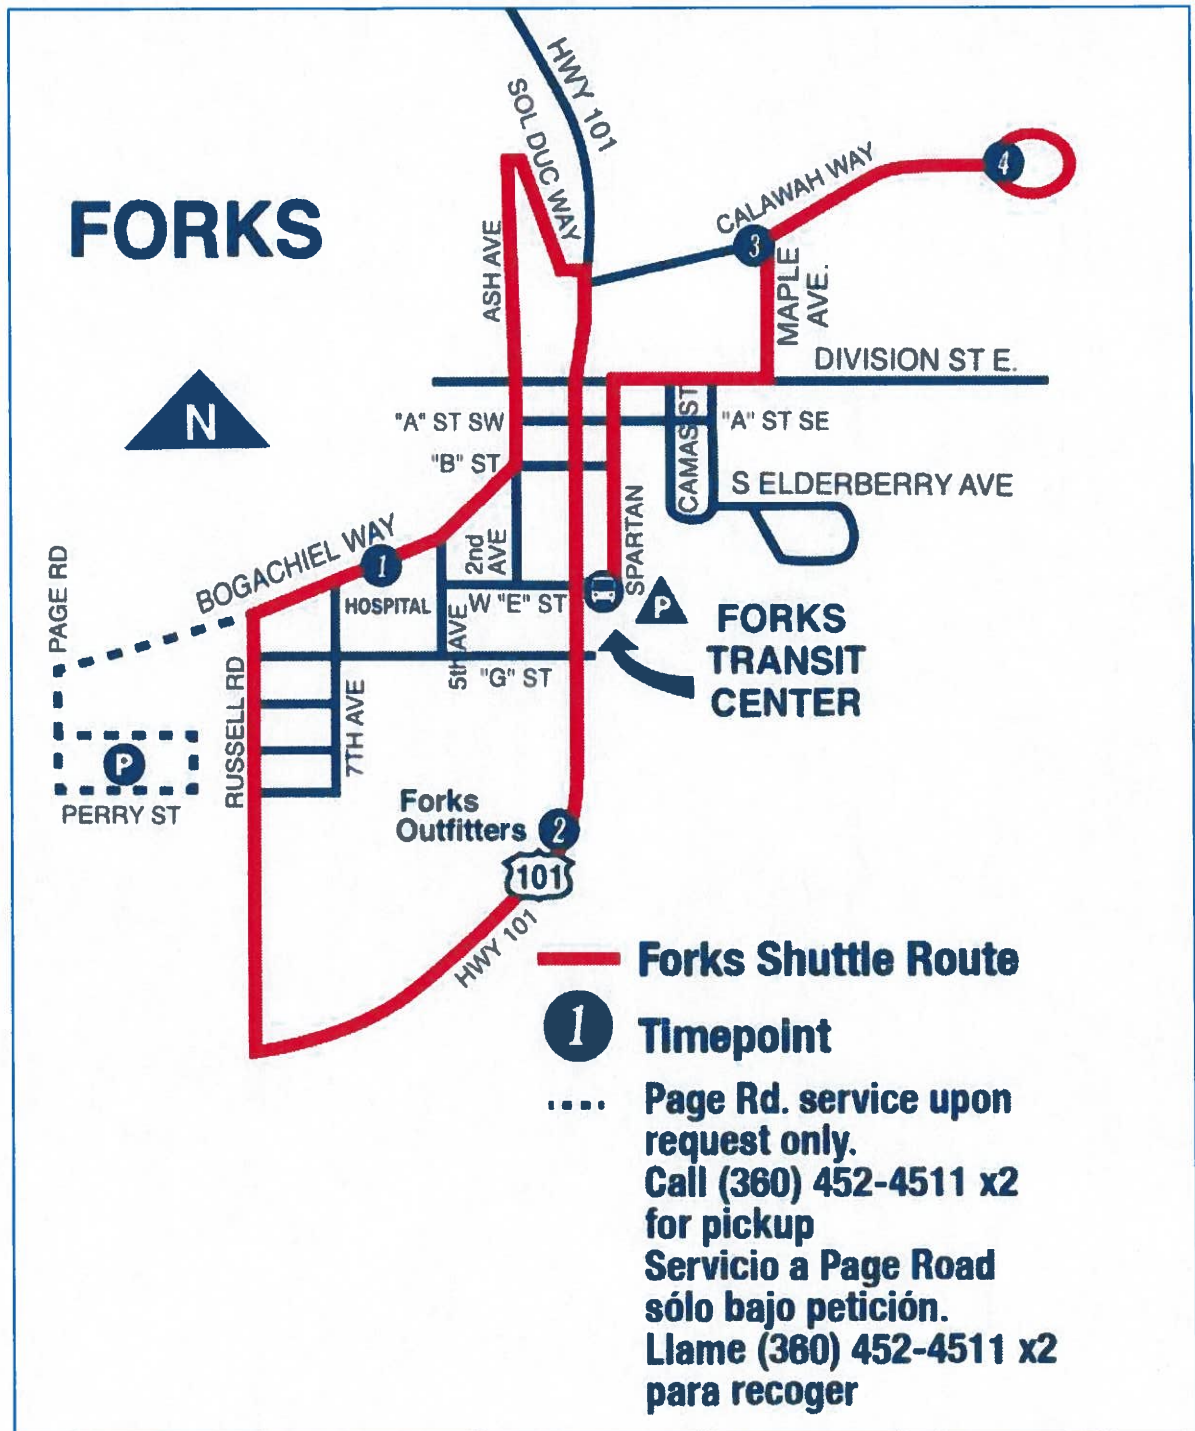 HWY 101
SOL DUC WAY
CALAWAH WAY
4
FORKS
3
ASH AVE
MAPLE
AVE.
DIVISION ST E.
N
"A" ST SW
CAMAS ST
"A" ST SE
"B" ST
S ELDERBERRY AVE
BOGACHIEL WAY
1
2nd
AVE
SPARTAN
PAGE RD
HOSPITAL
W "E" ST
P
FORKS
TRANSIT
CENTER
5th AVE
"G" ST
RUSSELL RD
7TH AVE
P
PERRY ST
Forks
Outfitters
2
101
HWY 101
Forks Shuttle Route
1
Timepoint
Page Rd. service upon
request only.
Call (360) 452-4511 x2
for pickup
Servicio a Page Road
sólo bajo petición.
Llame (360) 452-4511 x2
para recoger